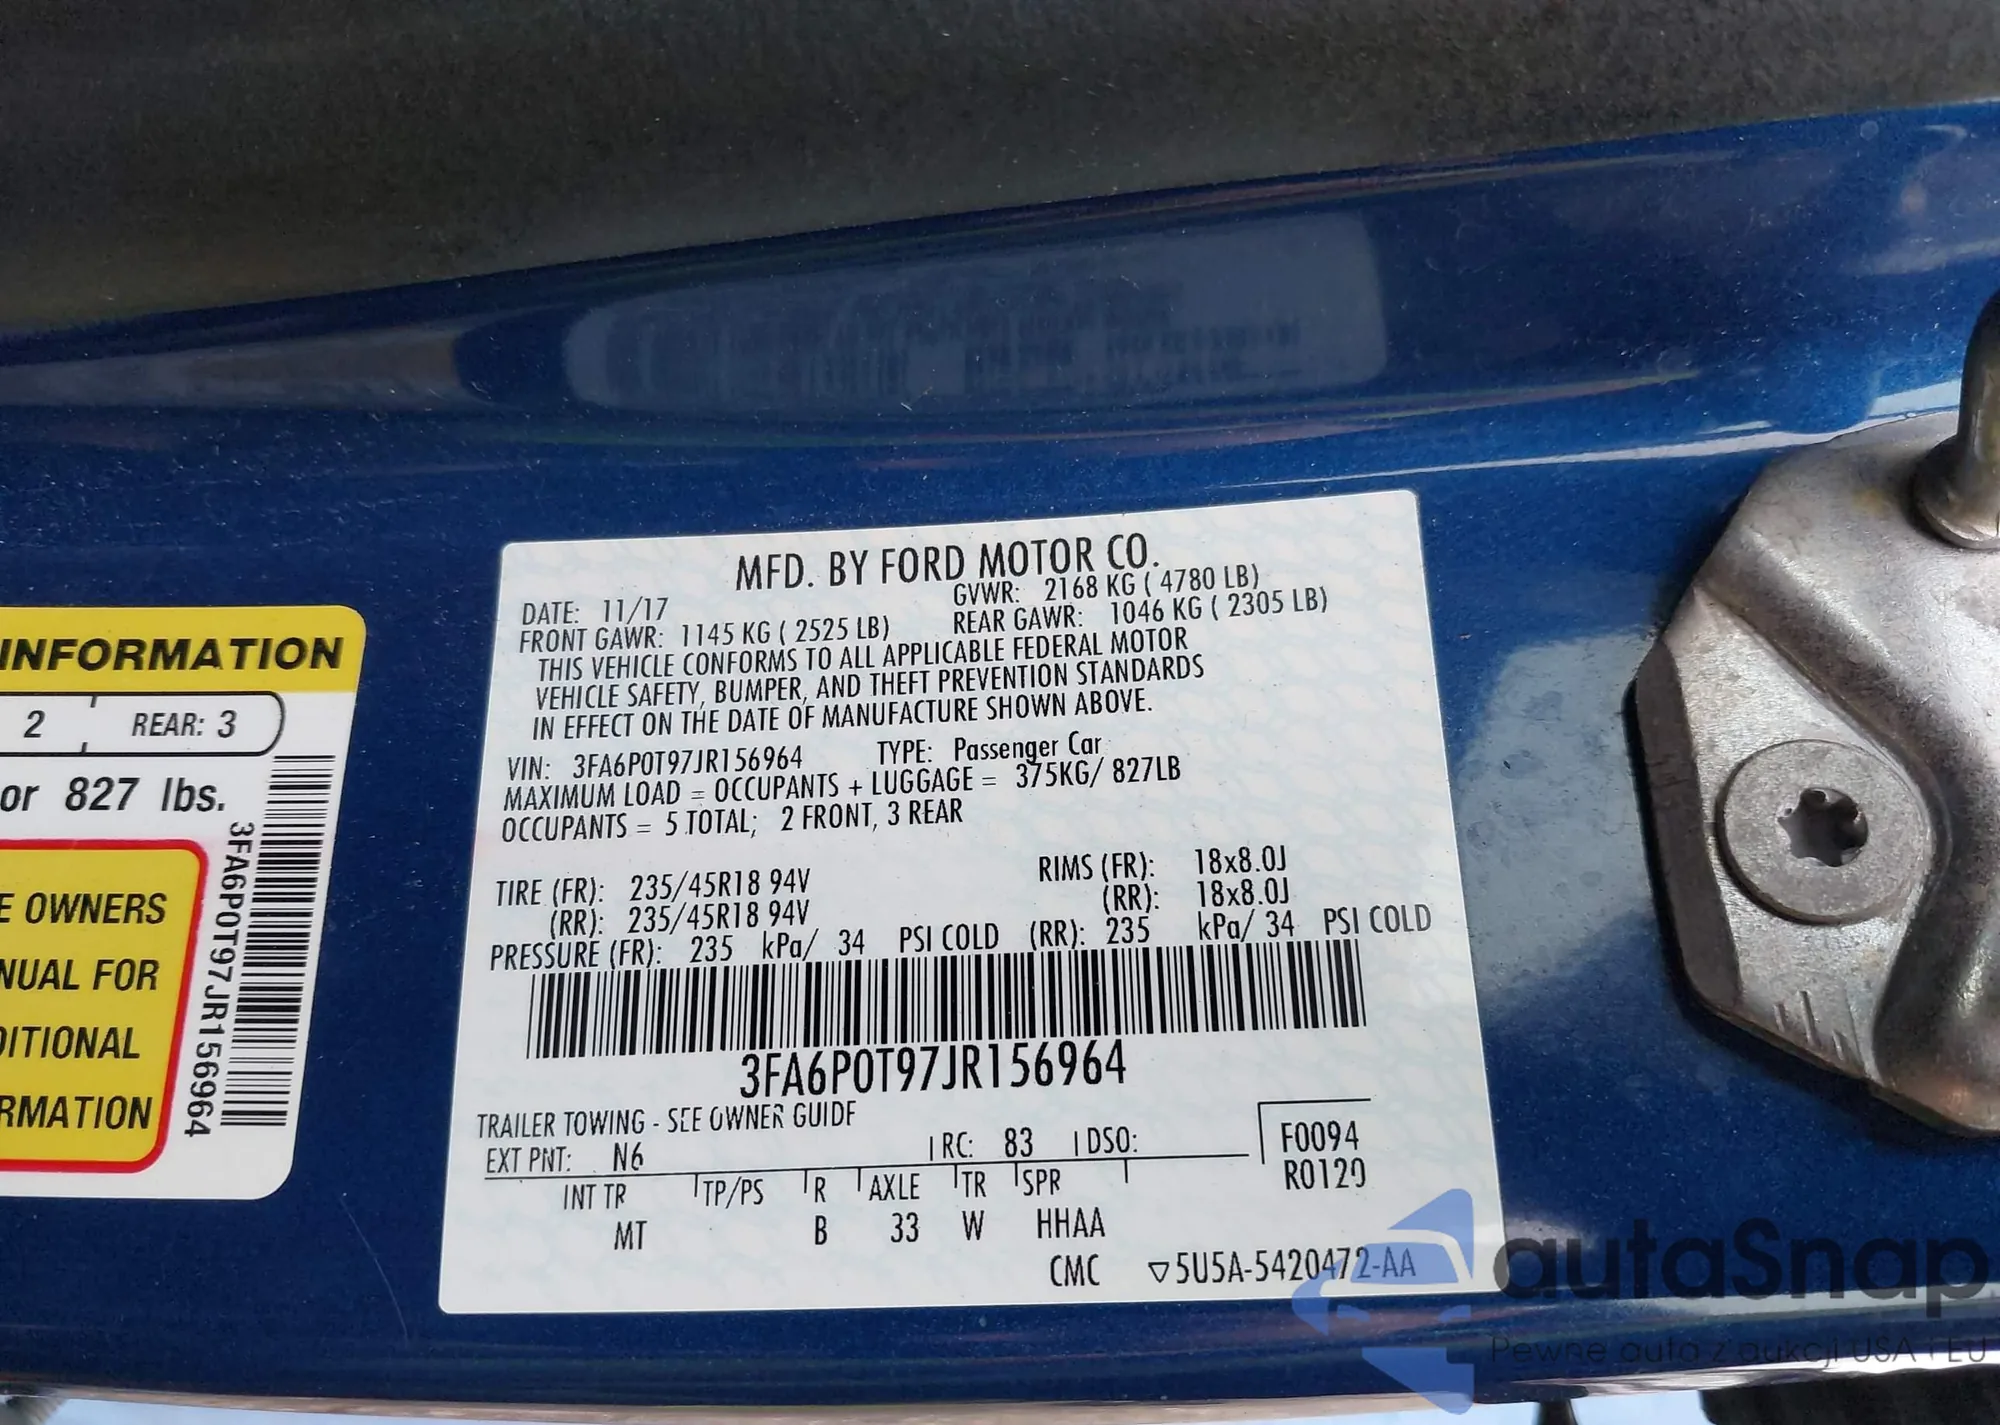 INFORMATION
2 REAR: 3
or 827 lbs.
E OWNERS
NUAL FOR
DITIONAL
RMATION
3FA6P0T97JR156964
MFD. BY FORD MOTOR CO.
DATE: 11/17 GVWR: 2168 KG ( 4780 LB)
FRONT GAWR: 1145 KG ( 2525 LB) REAR GAWR: 1046 KG ( 2305 LB)
THIS VEHICLE CONFORMS TO ALL APPLICABLE FEDERAL MOTOR
VEHICLE SAFETY, BUMPER, AND THEFT PREVENTION STANDARDS
IN EFFECT ON THE DATE OF MANUFACTURE SHOWN ABOVE.
VIN: 3FA6P0T97JR156964 TYPE: Passenger Car
MAXIMUM LOAD = OCCUPANTS + LUGGAGE = 375KG/ 827LB
OCCUPANTS = 5 TOTAL; 2 FRONT, 3 REAR
TIRE (FR): 235/45R18 94V RIMS (FR): 18x8.0J
(RR): 235/45R18 94V (RR): 18x8.0J
PRESSURE (FR): 235 kPa/ 34 PSI COLD (RR): 235 kPa/ 34 PSI COLD
3FA6P0T97JR156964
TRAILER TOWING - SEE OWNER GUIDE
EXT PNT: N6 RC: 83 DSO: F0094
R0120
INT TR TP/PS R AXLE TR SPR
MT B 33 W HHAA
CMC ▽5U5A-5420472-AA
autaSnap
Pewne auta z aukcji USA i EU